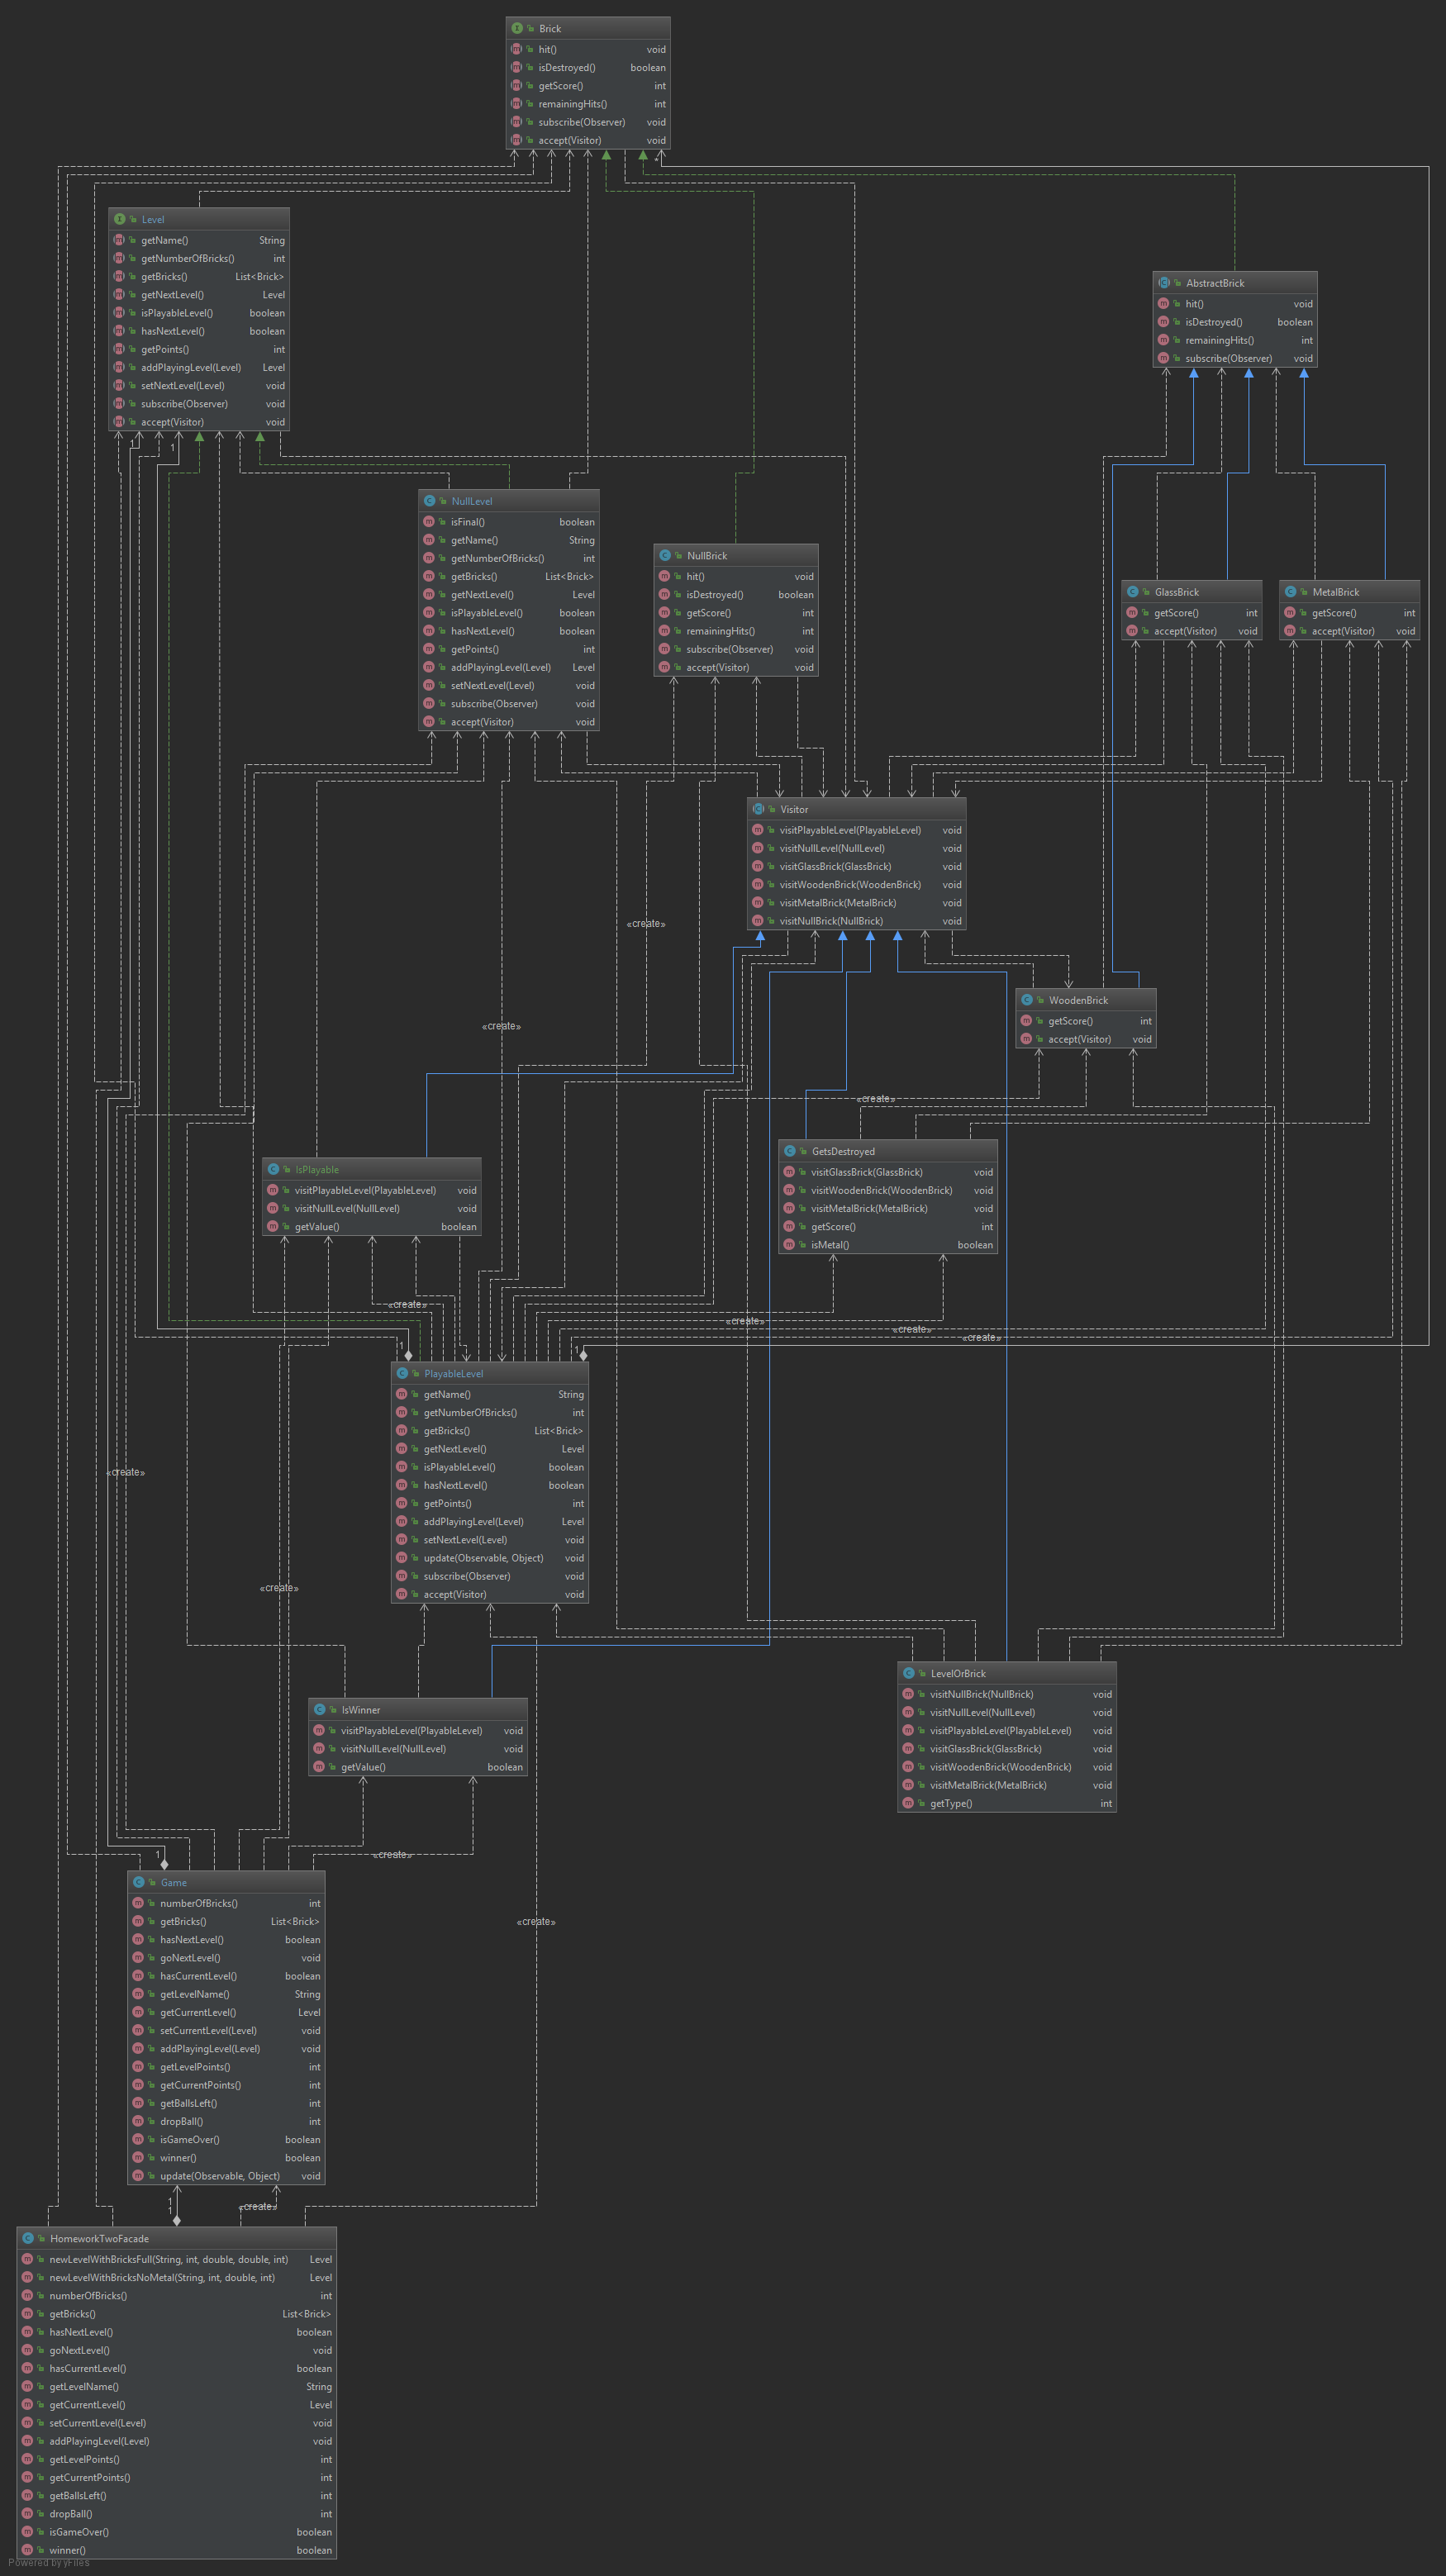 Brick
hit() void
isDestroyed() boolean
getScore() int
remainingHits() int
subscribe(Observer) void
accept(Visitor) void
*
Level
getName() String
getNumberOfBricks() int
getBricks() List<Brick>
getNextLevel() Level
isPlayableLevel() boolean
hasNextLevel() boolean
getPoints() int
addPlayingLevel(Level) Level
setNextLevel(Level) void
subscribe(Observer) void
accept(Visitor) void
1
1
AbstractBrick
hit() void
isDestroyed() boolean
remainingHits() int
subscribe(Observer) void
NullLevel
isFinal() boolean
getName() String
getNumberOfBricks() int
getBricks() List<Brick>
getNextLevel() Level
isPlayableLevel() boolean
hasNextLevel() boolean
getPoints() int
addPlayingLevel(Level) Level
setNextLevel(Level) void
subscribe(Observer) void
accept(Visitor) void
NullBrick
hit() void
isDestroyed() boolean
getScore() int
remainingHits() int
subscribe(Observer) void
accept(Visitor) void
GlassBrick
getScore() int
accept(Visitor) void
MetalBrick
getScore() int
accept(Visitor) void
Visitor
visitPlayableLevel(PlayableLevel) void
visitNullLevel(NullLevel) void
visitGlassBrick(GlassBrick) void
visitWoodenBrick(WoodenBrick) void
visitMetalBrick(MetalBrick) void
visitNullBrick(NullBrick) void
«create»
«create»
WoodenBrick
getScore() int
accept(Visitor) void
«create»
IsPlayable
visitPlayableLevel(PlayableLevel) void
visitNullLevel(NullLevel) void
getValue() boolean
GetsDestroyed
visitGlassBrick(GlassBrick) void
visitWoodenBrick(WoodenBrick) void
visitMetalBrick(MetalBrick) void
getScore() int
isMetal() boolean
«create»
«create»
«create»
«create»
1
1
PlayableLevel
getName() String
getNumberOfBricks() int
getBricks() List<Brick>
getNextLevel() Level
isPlayableLevel() boolean
hasNextLevel() boolean
getPoints() int
addPlayingLevel(Level) Level
setNextLevel(Level) void
update(Observable, Object) void
subscribe(Observer) void
accept(Visitor) void
«create»
«create»
IsWinner
visitPlayableLevel(PlayableLevel) void
visitNullLevel(NullLevel) void
getValue() boolean
LevelOrBrick
visitNullBrick(NullBrick) void
visitNullLevel(NullLevel) void
visitPlayableLevel(PlayableLevel) void
visitGlassBrick(GlassBrick) void
visitWoodenBrick(WoodenBrick) void
visitMetalBrick(MetalBrick) void
getType() int
1
«create»
Game
numberOfBricks() int
getBricks() List<Brick>
hasNextLevel() boolean
goNextLevel() void
hasCurrentLevel() boolean
getLevelName() String
getCurrentLevel() Level
setCurrentLevel(Level) void
addPlayingLevel(Level) void
getLevelPoints() int
getCurrentPoints() int
getBallsLeft() int
dropBall() int
isGameOver() boolean
winner() boolean
update(Observable, Object) void
«create»
1
1
«create»
HomeworkTwoFacade
newLevelWithBricksFull(String, int, double, double, int) Level
newLevelWithBricksNoMetal(String, int, double, int) Level
numberOfBricks() int
getBricks() List<Brick>
hasNextLevel() boolean
goNextLevel() void
hasCurrentLevel() boolean
getLevelName() String
getCurrentLevel() Level
setCurrentLevel(Level) void
addPlayingLevel(Level) void
getLevelPoints() int
getCurrentPoints() int
getBallsLeft() int
dropBall() int
isGameOver() boolean
winner() boolean
Powered by yFiles